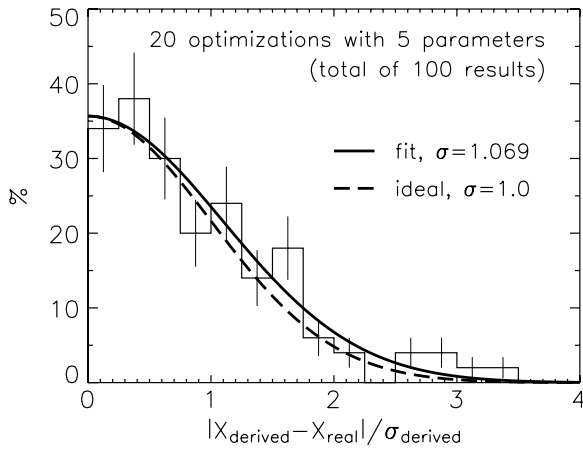 50
40
30
20
10
0
%
20 optimizations with 5 parameters
(total of 100 results)
fit, σ=1.069
ideal, σ=1.0
0 1 2 3 4
|X_derived−X_real|/σ_derived